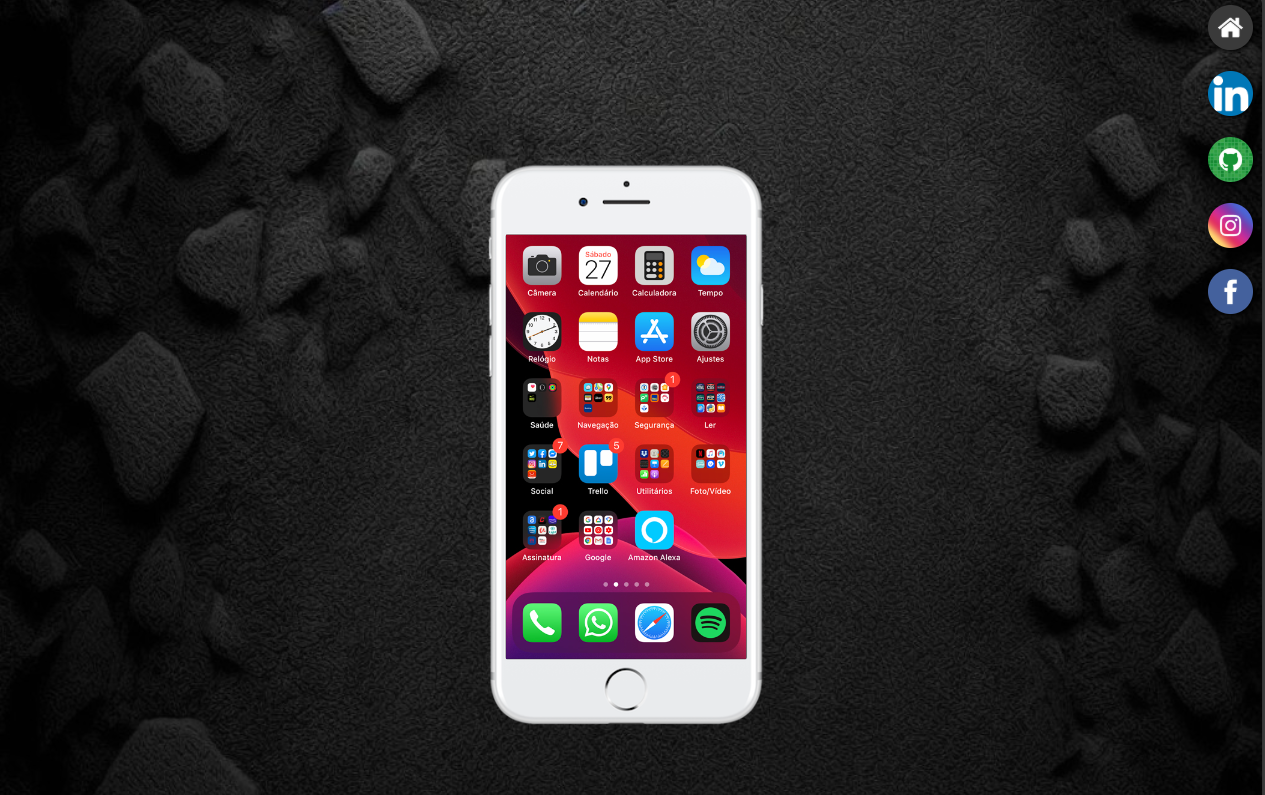 Sábado
27
Câmera
Calendário
Calculadora
Tempo
Relógio
Notas
App Store
Ajustes
1
Saúde
Navegação
Segurança
Ler
7
5
Social
Trello
Utilitários
Foto/Vídeo
1
Assinatura
Google
Amazon Alexa
in
f